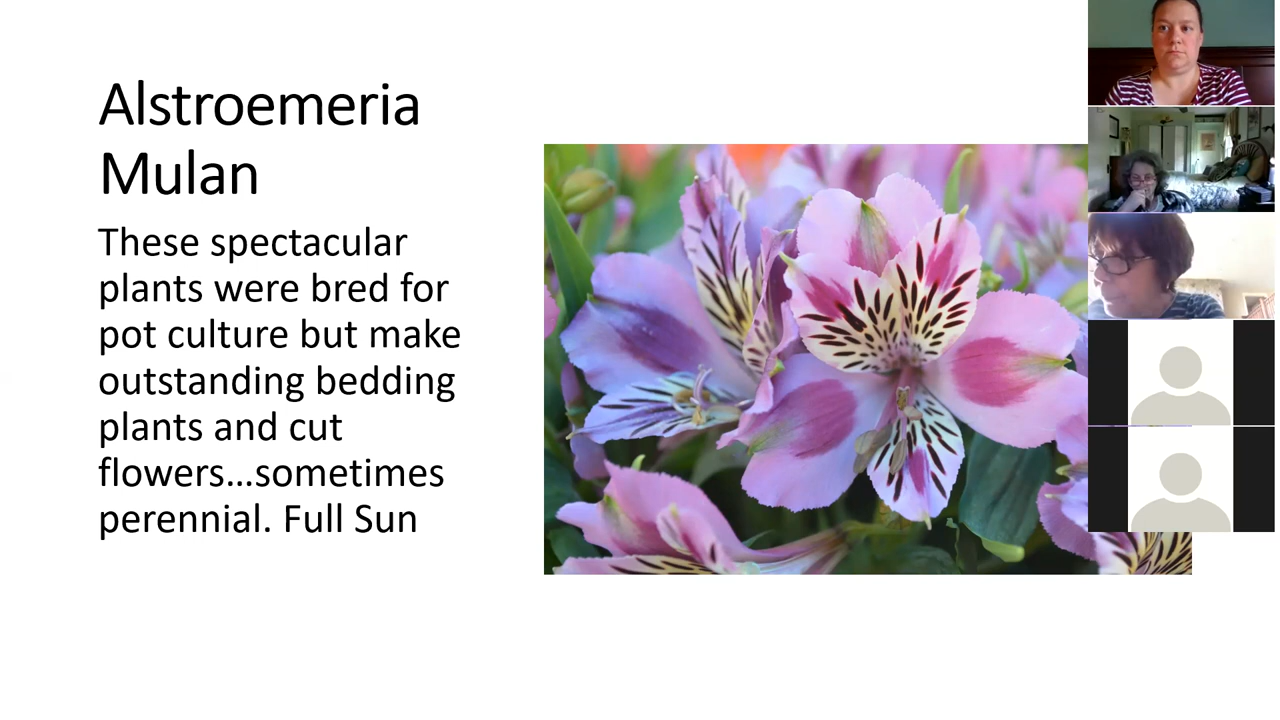 Alstroemeria
Mulan
These spectacular
plants were bred for
pot culture but make
outstanding bedding
plants and cut
flowers...sometimes
perennial. Full Sun